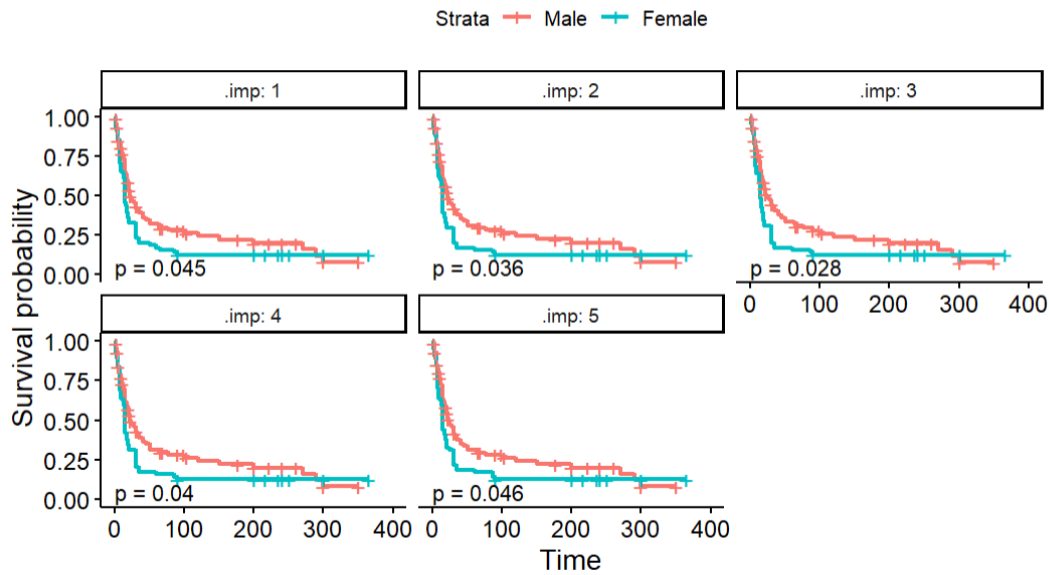 Strata Male Female
.imp: 1 .imp: 2 .imp: 3
Survival probability
1.00
0.75
0.50
0.25
0.00
p = 0.045 p = 0.036 p = 0.028
0 100 200 300 400
.imp: 4 .imp: 5
1.00
0.75
0.50
0.25
0.00
p = 0.04 p = 0.046
0 100 200 300 400 0 100 200 300 400
Time